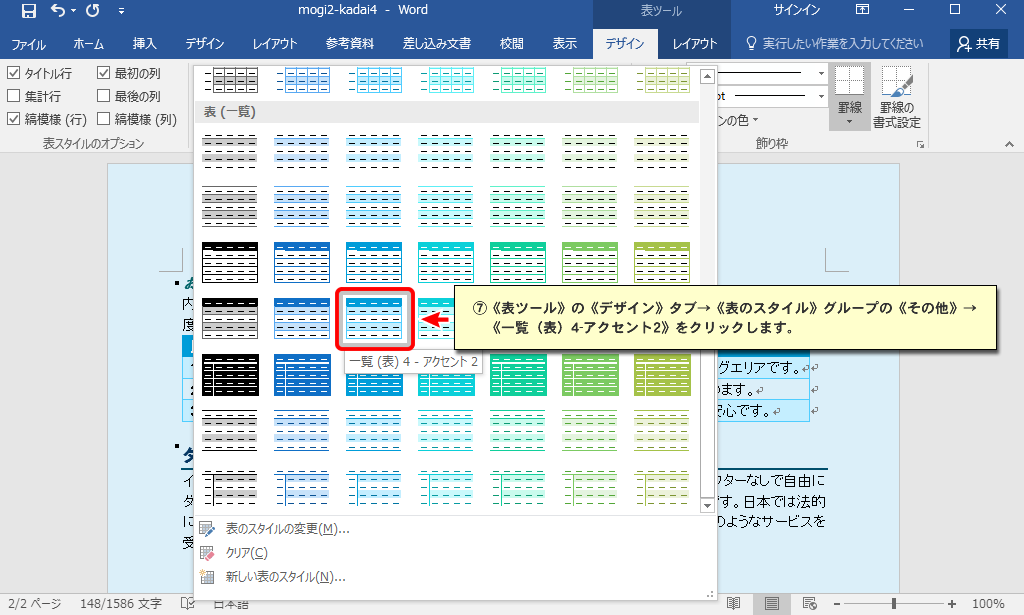 mogi2-kadai4 - Word
表ツール
サインイン
ファイル ホーム 挿入 デザイン レイアウト 参考資料 差し込み文書 校閲 表示 デザイン レイアウト 実行したい作業を入力してください 共有
タイトル行 最初の列
集計行 最後の列
縞模様 (行) 縞模様 (列)
表スタイルのオプション
pt
ンの色
罫線
罫線の
書式設定
飾り枠
表 (一覧)
⑦《表ツール》の《デザイン》タブ→《表のスタイル》グループの《その他》→
《一覧（表）4-アクセント2》をクリックします。
一覧 (表) 4 - アクセント 2
内
度
グエリアです。
ます。
安心です。
イ
クターなしで自由に
ダ
です。日本では法的
に
のようなサービスを
受
表のスタイルの変更(M)...
クリア(C)
新しい表のスタイル(N)...
2/2 ページ 148/1586 文字 日本語 100%